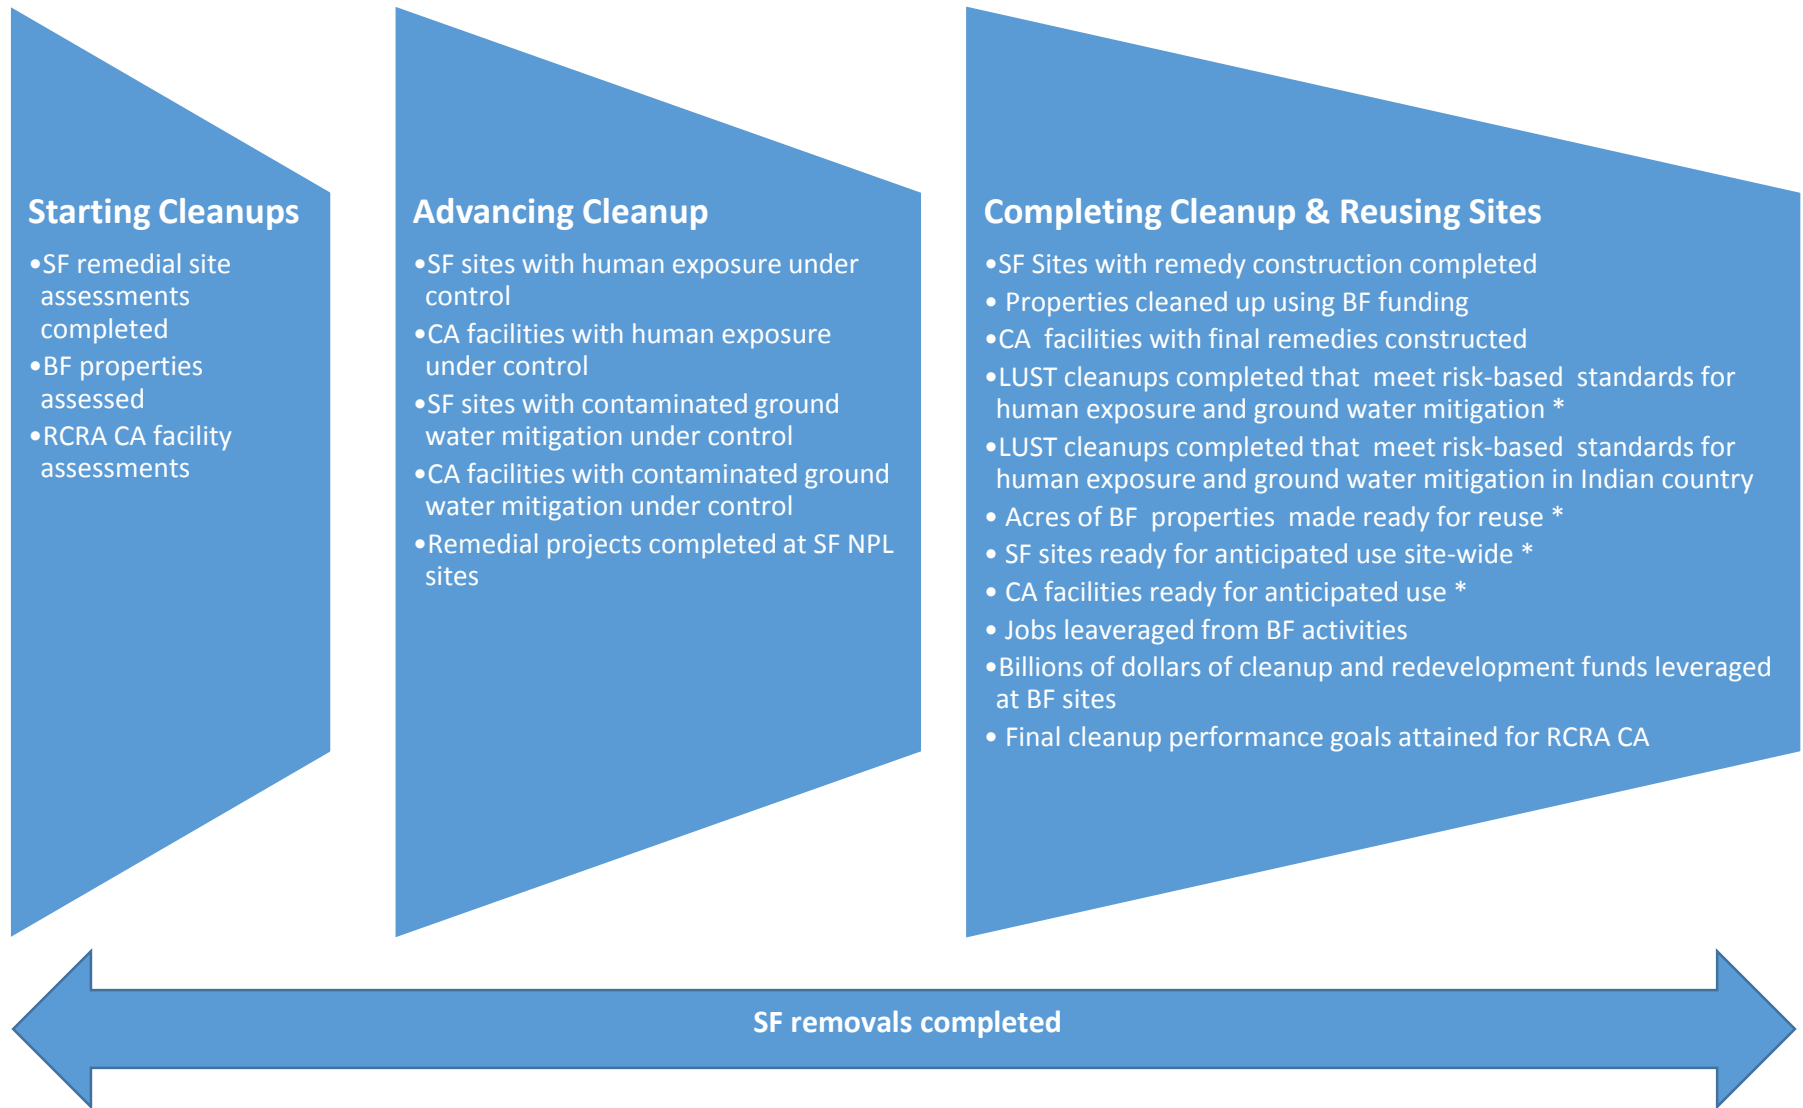 Starting Cleanups
•SF remedial site
assessments
completed
•BF properties
assessed
•RCRA CA facility
assessments
Advancing Cleanup
•SF sites with human exposure under
control
•CA facilities with human exposure
under control
•SF sites with contaminated ground
water mitigation under control
•CA facilities with contaminated ground
water mitigation under control
•Remedial projects completed at SF NPL
sites
Completing Cleanup & Reusing Sites
•SF Sites with remedy construction completed
• Properties cleaned up using BF funding
•CA facilities with final remedies constructed
•LUST cleanups completed that meet risk-based standards for
human exposure and ground water mitigation *
•LUST cleanups completed that meet risk-based standards for
human exposure and ground water mitigation in Indian country
• Acres of BF properties made ready for reuse *
• SF sites ready for anticipated use site-wide *
• CA facilities ready for anticipated use *
• Jobs leaveraged from BF activities
•Billions of dollars of cleanup and redevelopment funds leveraged
at BF sites
• Final cleanup performance goals attained for RCRA CA
SF removals completed